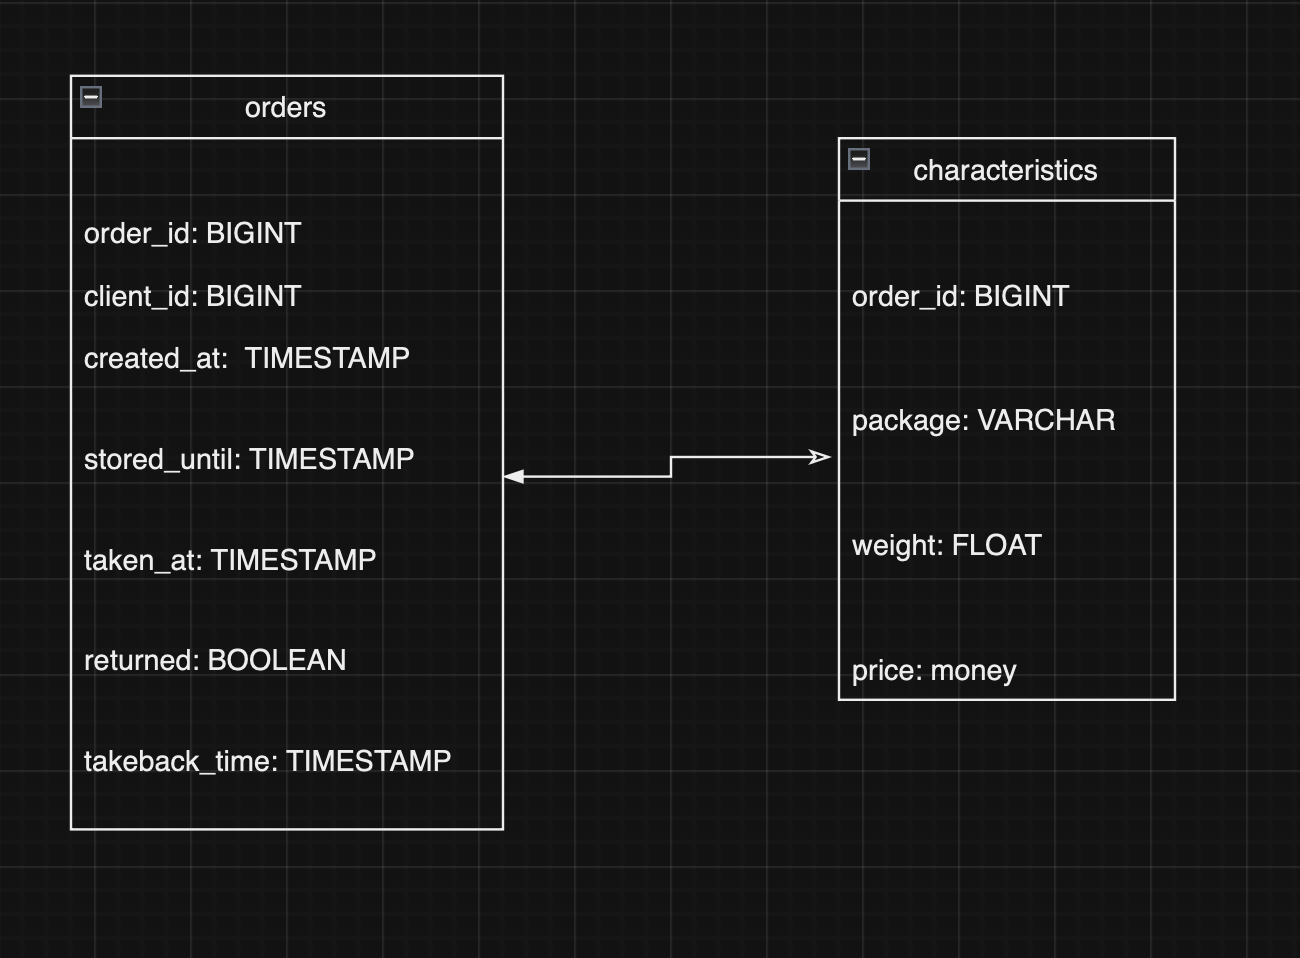 orders
order_id: BIGINT
client_id: BIGINT
created_at:  TIMESTAMP
stored_until: TIMESTAMP
taken_at: TIMESTAMP
returned: BOOLEAN
takeback_time: TIMESTAMP
characteristics
order_id: BIGINT
package: VARCHAR
weight: FLOAT
price: money